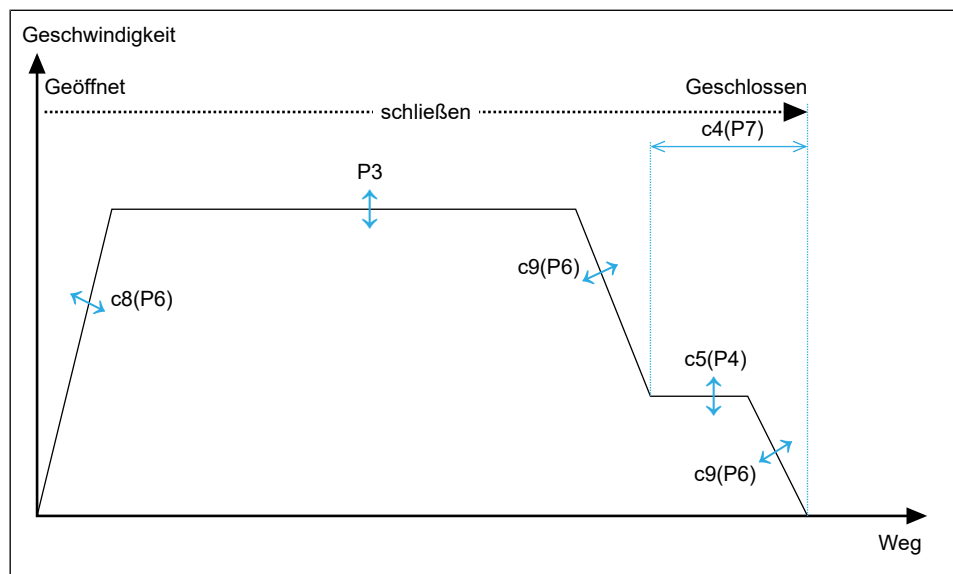 Geschwindigkeit
Geöffnet
Geschlossen
schließen
c4(P7)
P3
c9(P6)
c8(P6)
c5(P4)
c9(P6)
Weg